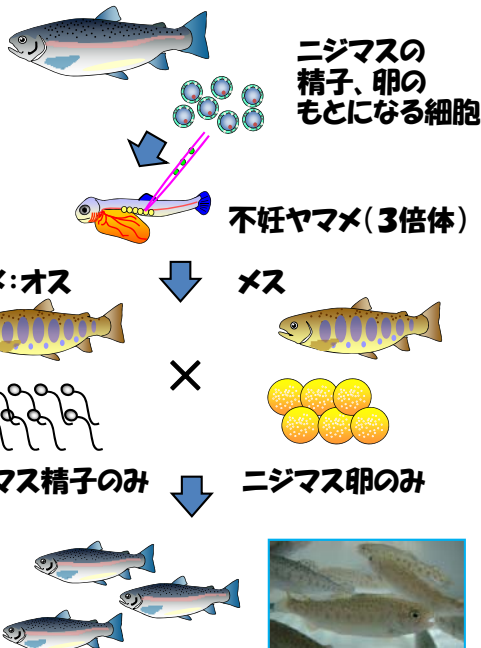 ニジマスの
精子、卵の
もとになる細胞
不妊ヤマメ（３倍体）
：オス
メス
×
マス精子のみ
ニジマス卵のみ